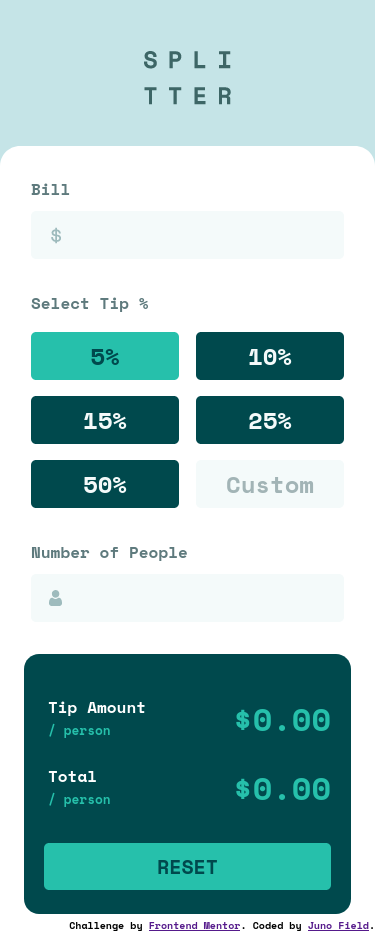 SPLI
TTER
Bill
$
Select Tip %
5% 10%
15% 25%
50% Custom
Number of People
Tip Amount $0.00
/ person
Total $0.00
/ person
RESET
Challenge by Frontend Mentor. Coded by Juno Field.